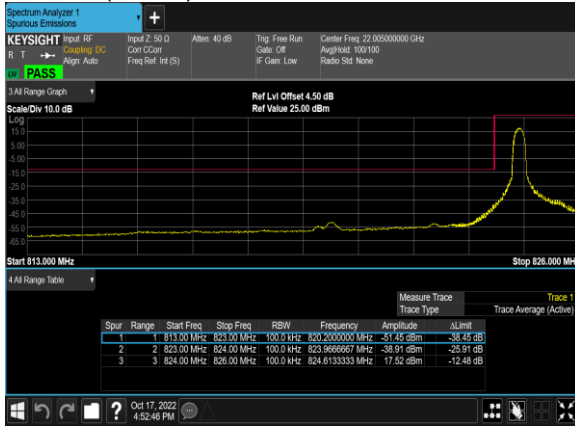 Spectrum Analyzer 1
Spurious Emissions
KEYSIGHT Input: RF Input Z: 50 Ω Atten: 40 dB Trig: Free Run Center Freq: 22.005000000 GHz
R T Coupling: DC Corr CCorr Gate: Off Avg|Hold: 100/100
Align: Auto Freq Ref: Int (S) IF Gain: Low Radio Std: None
PASS
3 All Range Graph
Ref Lvl Offset 4.50 dB
Scale/Div 10.0 dB Ref Value 25.00 dBm
Log
15.0
5.00
-5.00
-15.0
-25.0
-35.0
-45.0
-55.0
-65.0
Start 813.000 MHz Stop 826.000 MH
4 All Range Table
Measure Trace Trace 1
Trace Type Trace Average (Active)
Spur Range Start Freq Stop Freq RBW Frequency Amplitude ΔLimit
1 1 813.00 MHz 823.00 MHz 100.0 kHz 820.2000000 MHz -51.45 dBm -38.45 dB
2 2 823.00 MHz 824.00 MHz 100.0 kHz 823.9666667 MHz -38.91 dBm -25.91 dB
3 3 824.00 MHz 826.00 MHz 100.0 kHz 824.6133333 MHz 17.52 dBm -12.48 dB
? Oct 17, 2022
4:52:46 PM